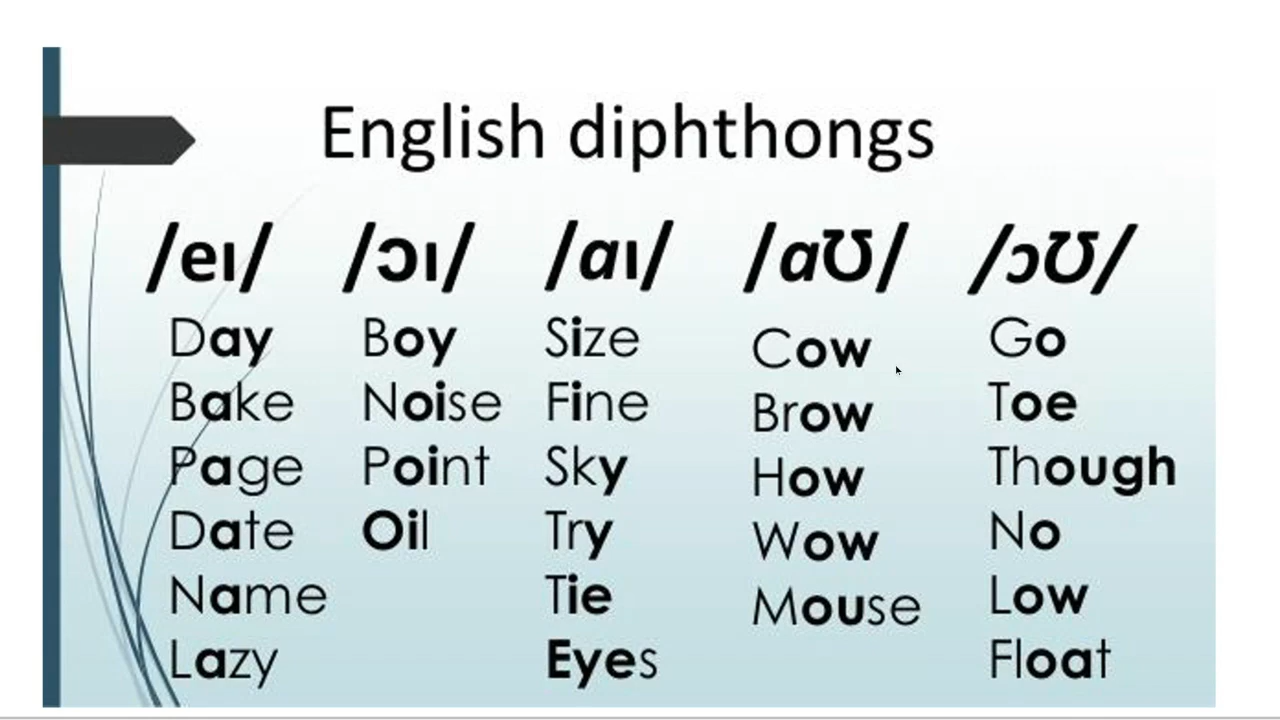 English diphthongs
/eɪ/ /ɔɪ/ /aɪ/ /aƱ/ /ɔƱ/
Day Boy Size Cow Go
Bake Noise Fine Brow Toe
Page Point Sky How Though
Date Oil Try Wow No
Name Tie Mouse Low
Lazy Eyes Float